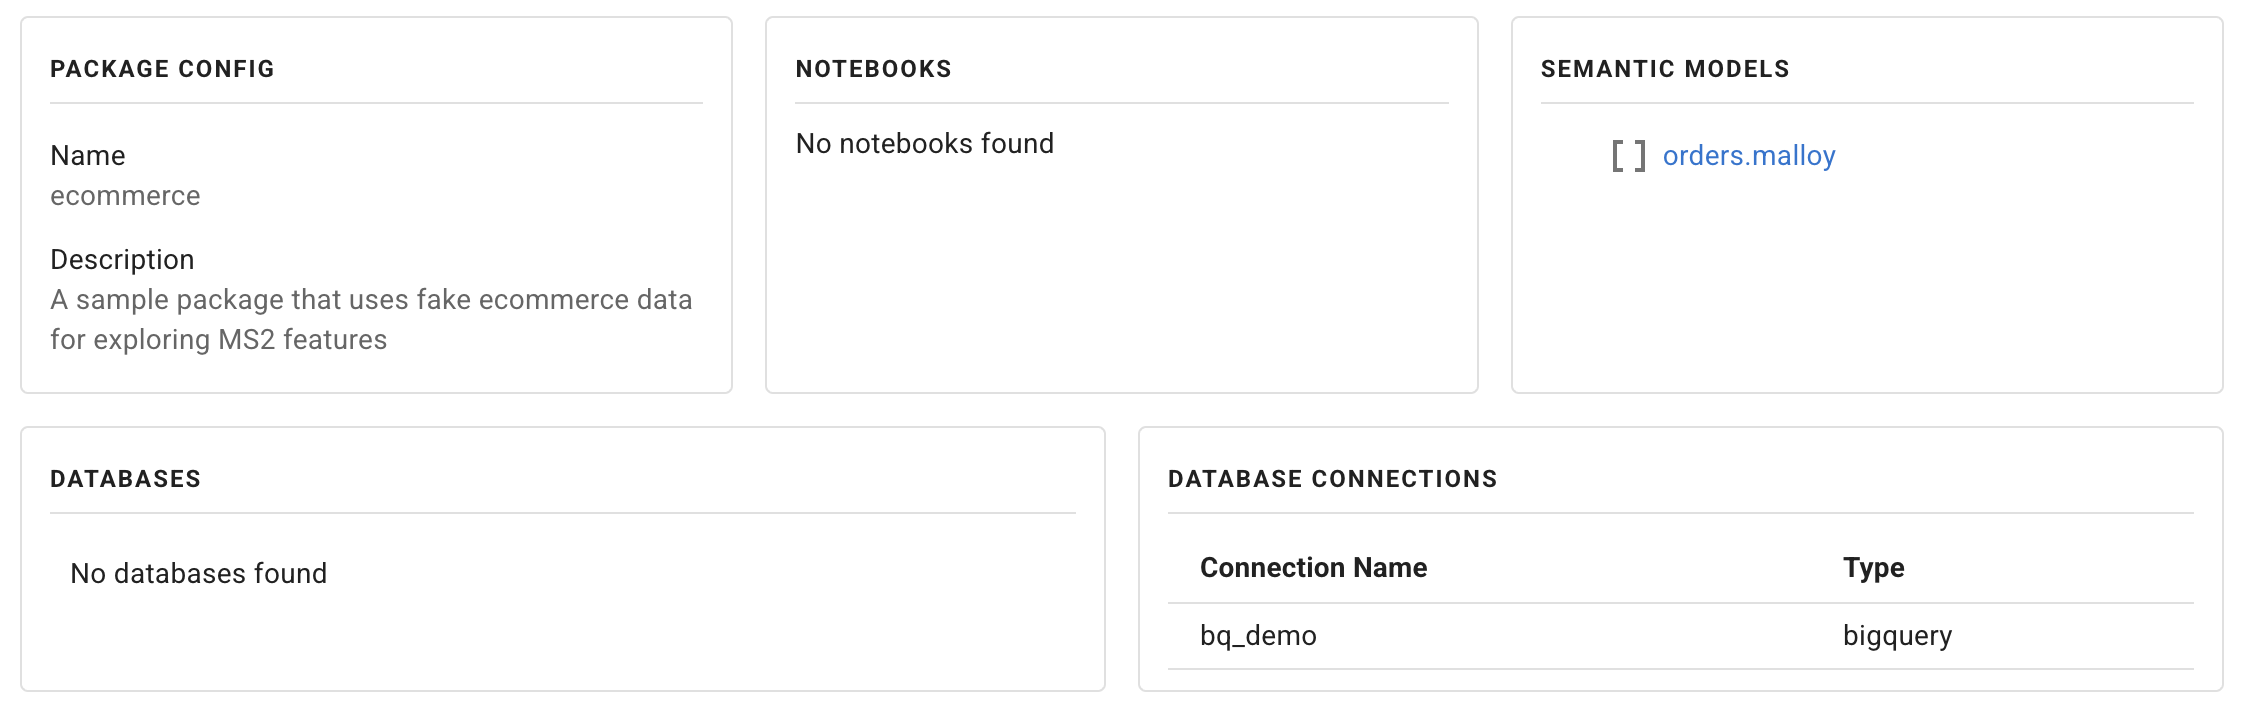 PACKAGE CONFIG
Name
ecommerce
Description
A sample package that uses fake ecommerce data
for exploring MS2 features
NOTEBOOKS
No notebooks found
SEMANTIC MODELS
[ ] orders.malloy
DATABASES
No databases found
DATABASE CONNECTIONS
Connection Name Type
bq_demo bigquery